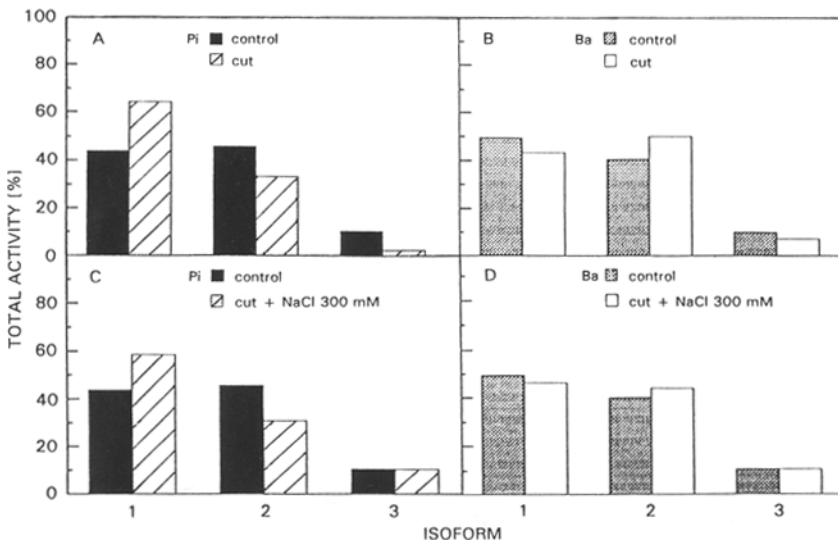 100
80
60
40
20
0
A
Pi control
cut
B
Ba control
cut
80
60
40
20
0
C
Pi control
cut + NaCl 300 mM
D
Ba control
cut + NaCl 300 mM
TOTAL ACTIVITY [%]
1 2 3 1 2 3
ISOFORM